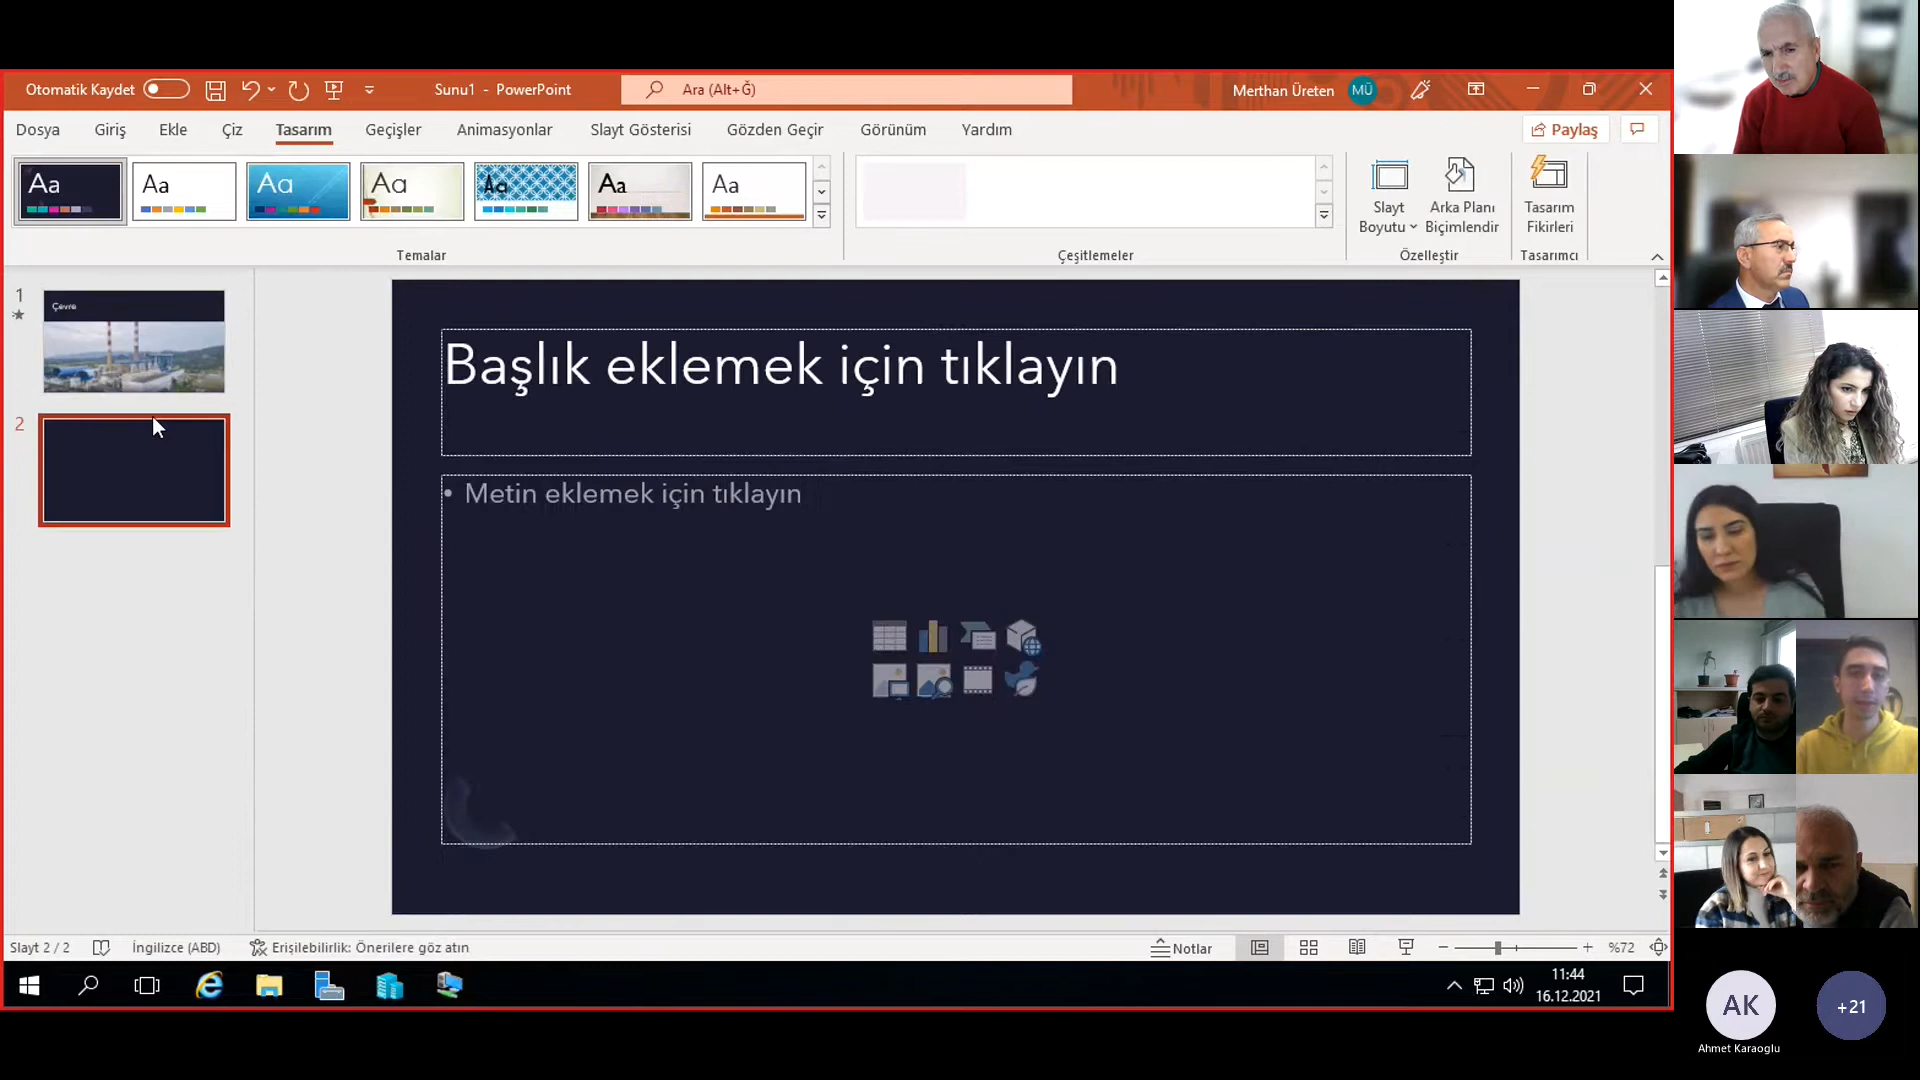 Otomatik Kaydet
Sunu1 - PowerPoint
Ara (Alt+Ğ)
Merthan Üreten
MÜ
Dosya Giriş Ekle Çiz Tasarım Geçişler Animasyonlar Slayt Gösterisi Gözden Geçir Görünüm Yardım
Paylaş
Aa Aa Aa Aa Aa Aa Aa
Slayt Boyutu
Arka Planı Biçimlendir
Tasarım Fikirleri
Temalar
Çeşitlemeler
Özelleştir
Tasarımcı
1
Çevre
2
Başlık eklemek için tıklayın
• Metin eklemek için tıklayın
Slayt 2 / 2
İngilizce (ABD)
Erişilebilirlik: Önerilere göz atın
Notlar
%72
11:44
16.12.2021
AK
+21
Ahmet Karaoglu